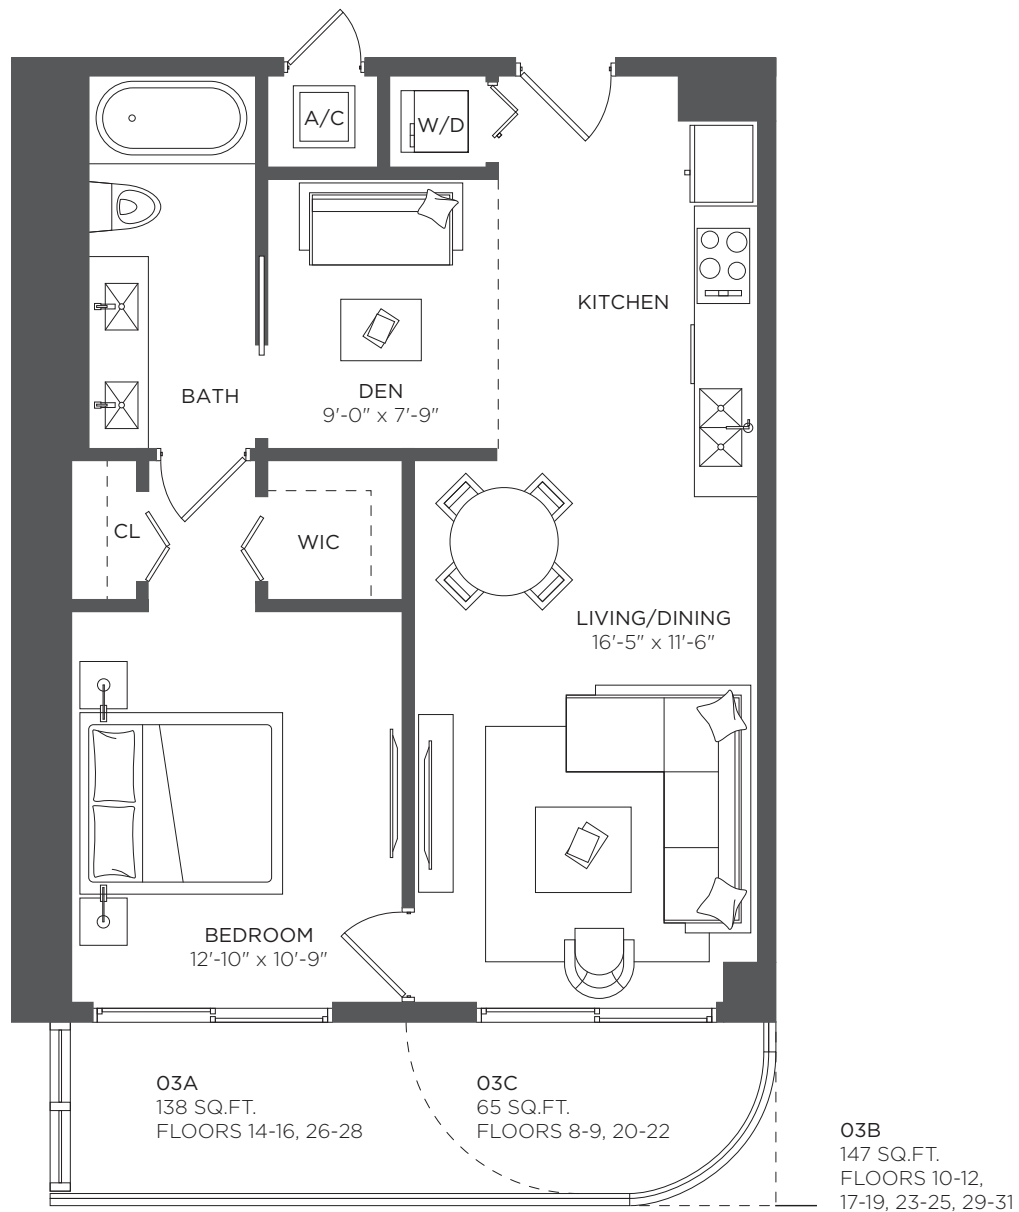 A/C
W/D
KITCHEN
BATH
DEN
9'-0" x 7'-9"
CL
WIC
LIVING/DINING
16'-5" x 11'-6"
BEDROOM
12'-10" x 10'-9"
03A
138 SQ.FT.
FLOORS 14-16, 26-28
03C
65 SQ.FT.
FLOORS 8-9, 20-22
03B
147 SQ.FT.
FLOORS 10-12,
17-19, 23-25, 29-31